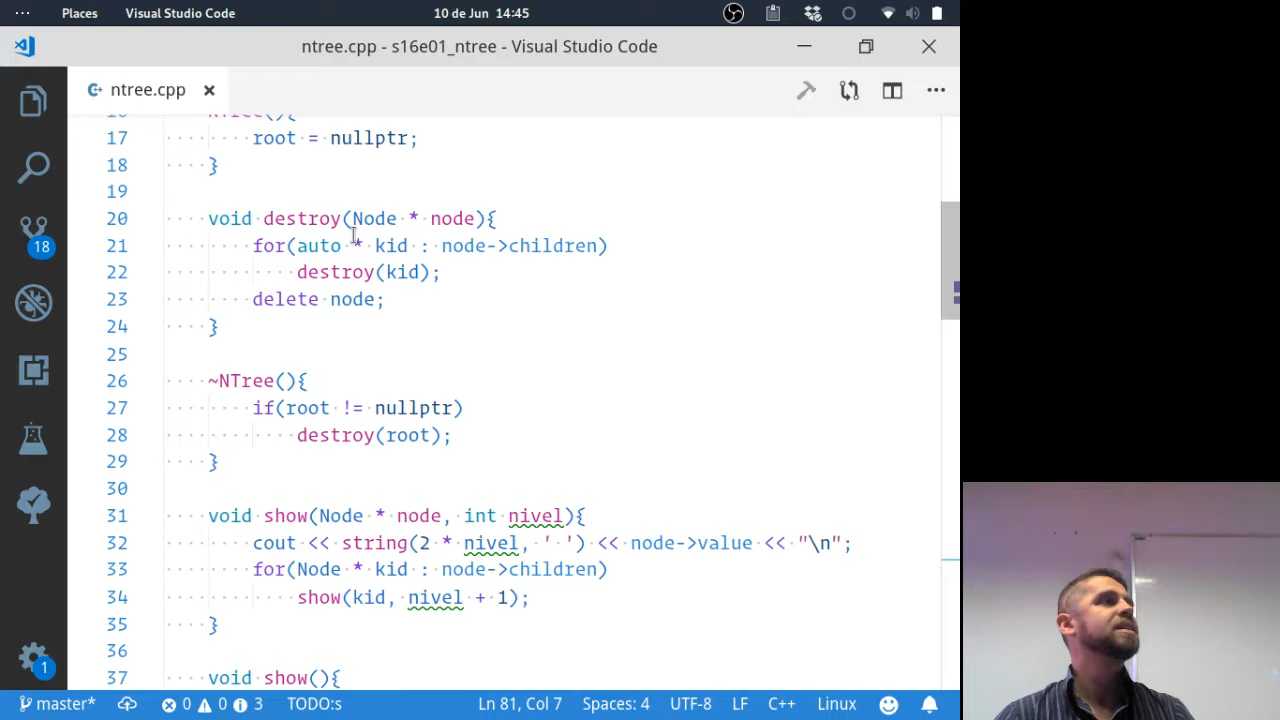 Places
Visual Studio Code
10 de Jun 14:45
ntree.cpp - s16e01_ntree - Visual Studio Code
ntree.cpp
17 root = nullptr;
18 }
19
20 void destroy(Node * node){
21 for(auto * kid : node->children)
22 destroy(kid);
23 delete node;
24 }
25
26 ~NTree(){
27 if(root != nullptr)
28 destroy(root);
29 }
30
31 void show(Node * node, int nivel){
32 cout << string(2 * nivel, ' ') << node->value << "\n";
33 for(Node * kid : node->children)
34 show(kid, nivel + 1);
35 }
36
37 void show(){
18
1
master* 0 0 3 TODO:s Ln 81, Col 7 Spaces: 4 UTF-8 LF C++ Linux